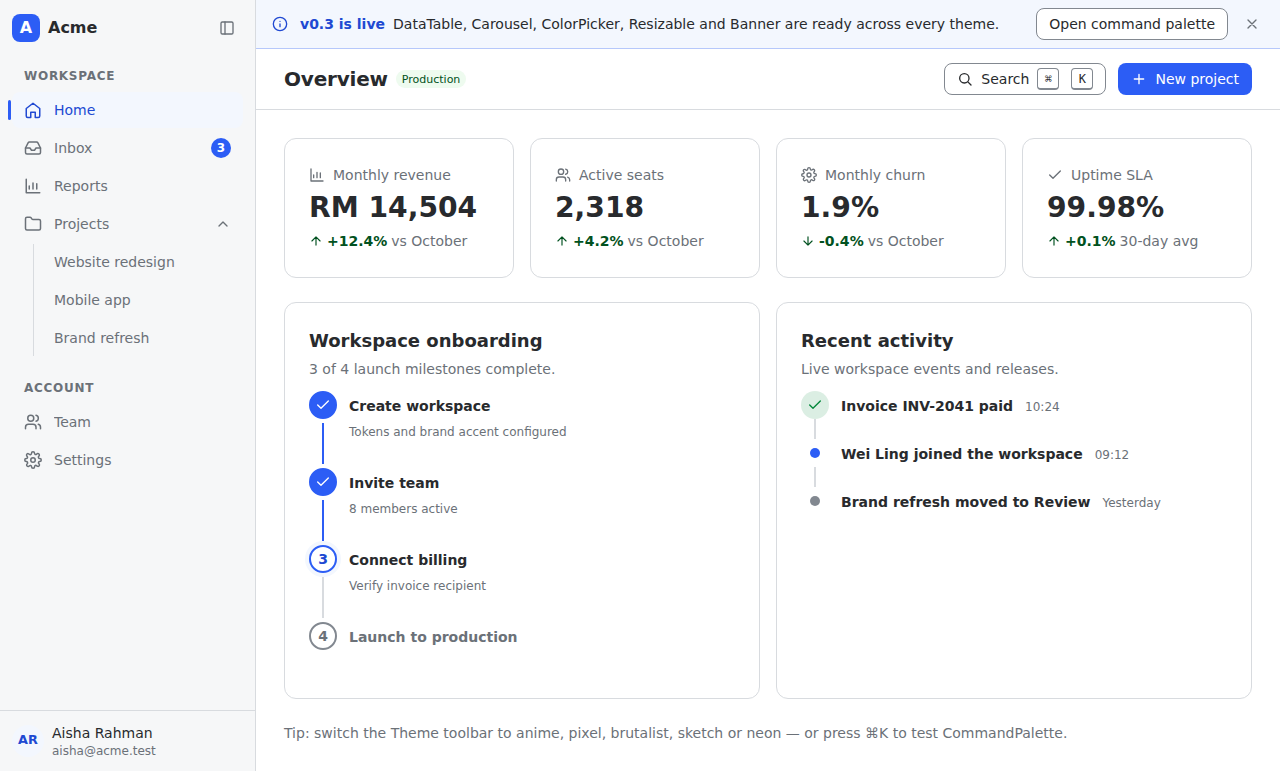 A Acme
WORKSPACE
Home
Inbox 3
Reports
Projects
Website redesign
Mobile app
Brand refresh
ACCOUNT
Team
Settings
AR
Aisha Rahman
aisha@acme.test
v0.3 is live DataTable, Carousel, ColorPicker, Resizable and Banner are ready across every theme.
Open command palette
Overview Production
Search ⌘ K
New project
Monthly revenue
RM 14,504
+12.4% vs October
Active seats
2,318
+4.2% vs October
Monthly churn
1.9%
-0.4% vs October
Uptime SLA
99.98%
+0.1% 30-day avg
Workspace onboarding
3 of 4 launch milestones complete.
Create workspace
Tokens and brand accent configured
Invite team
8 members active
3 Connect billing
Verify invoice recipient
4 Launch to production
Recent activity
Live workspace events and releases.
Invoice INV-2041 paid 10:24
Wei Ling joined the workspace 09:12
Brand refresh moved to Review Yesterday
Tip: switch the Theme toolbar to anime, pixel, brutalist, sketch or neon — or press ⌘K to test CommandPalette.